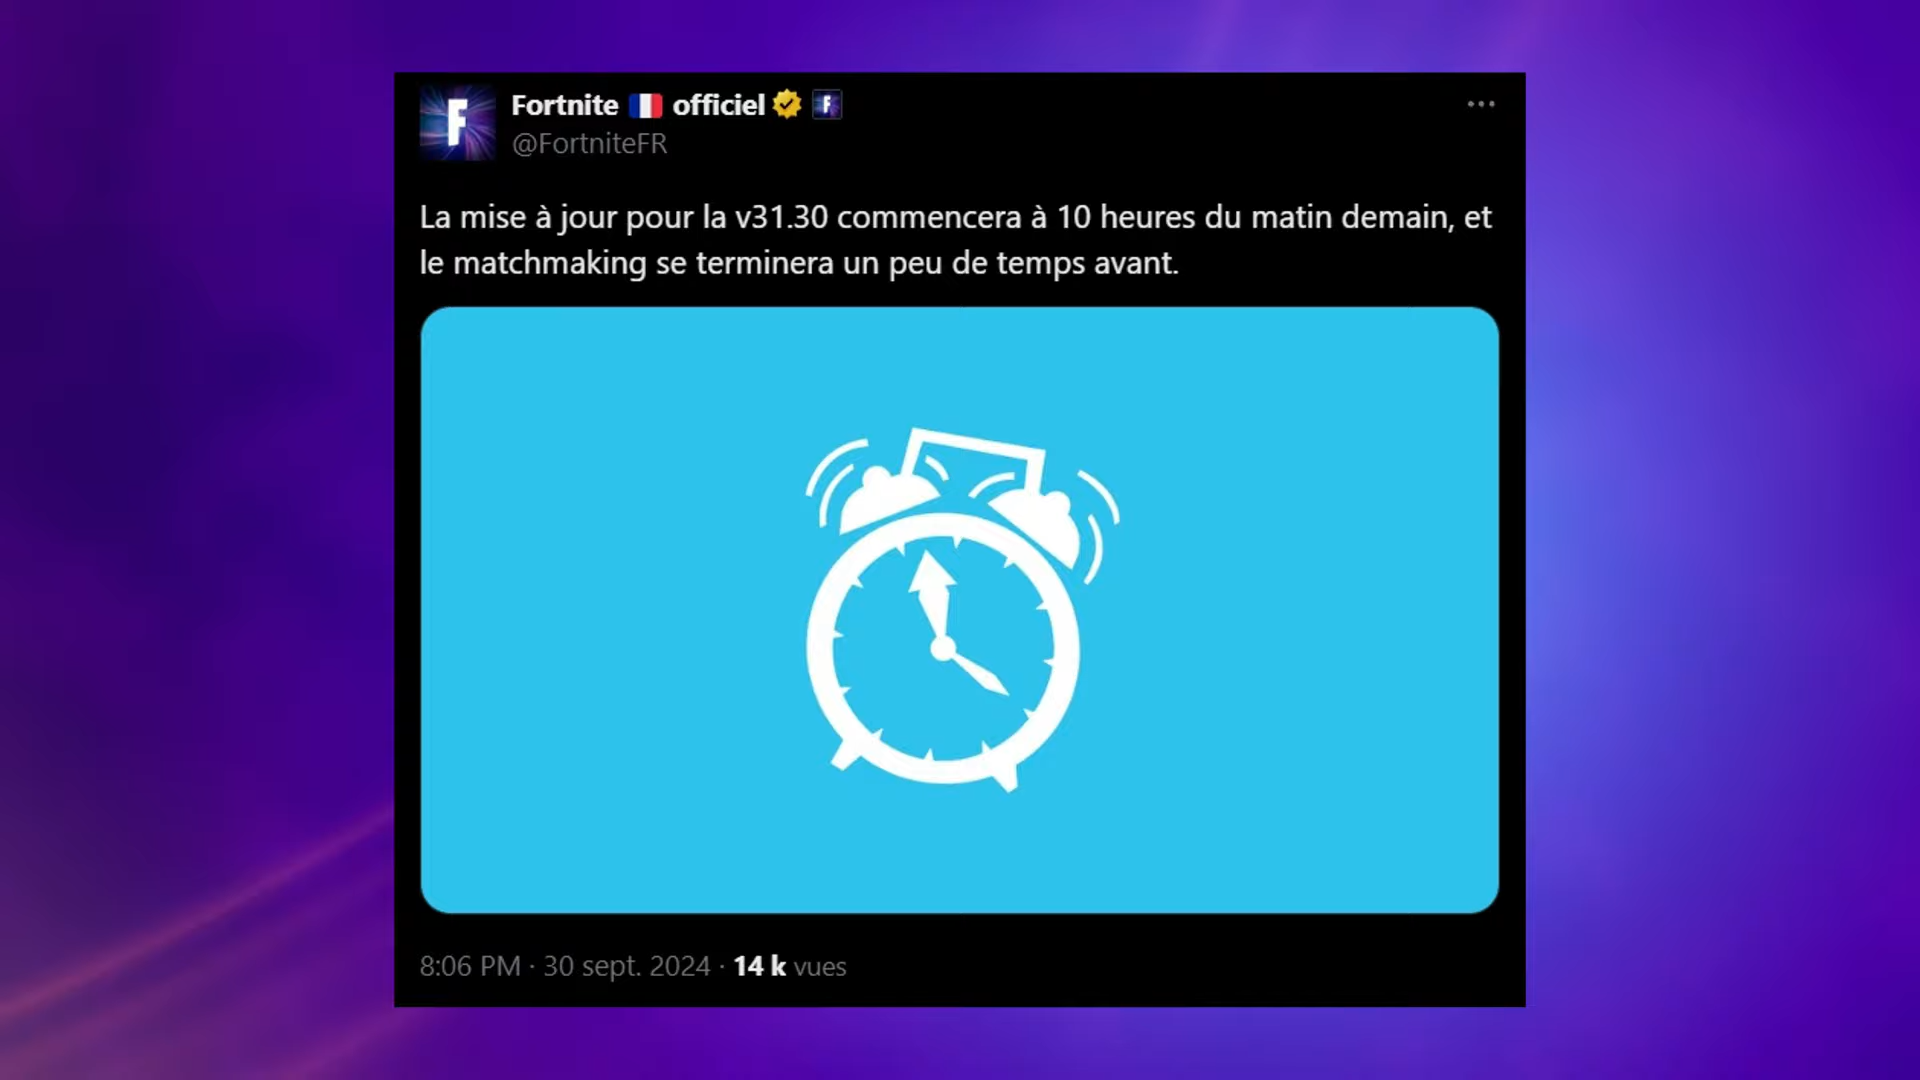 Fortnite 🇫🇷 officiel
@FortniteFR
La mise à jour pour la v31.30 commencera à 10 heures du matin demain, et
le matchmaking se terminera un peu de temps avant.
8:06 PM · 30 sept. 2024 · 14 k vues